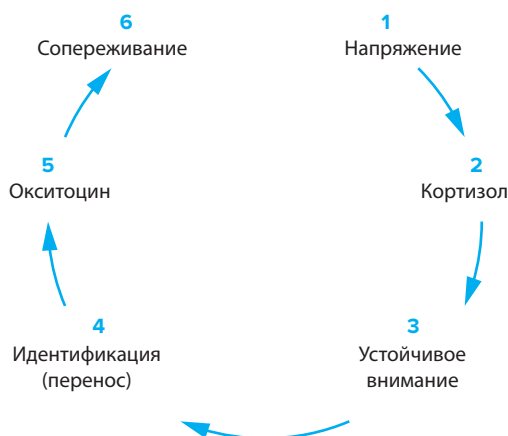 1
Напряжение
2
Кортизол
3
Устойчивое
внимание
4
Идентификация
(перенос)
5
Окситоцин
6
Сопереживание